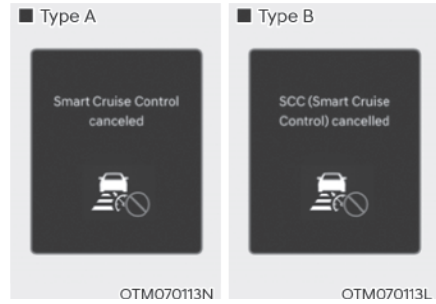 ■ Type A
Smart Cruise Control
canceled
OTM070113N
■ Type B
SCC (Smart Cruise
Control) cancelled
OTM070113L